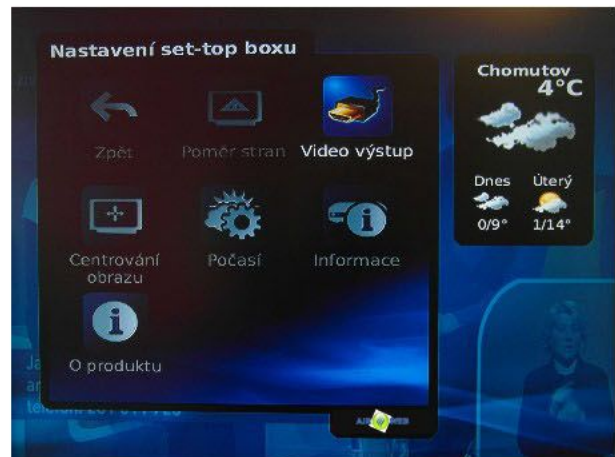 Nastavení set-top boxu
Zpět
Poměr stran
Video výstup
Centrování
obrazu
Počasí
Informace
O produktu
Chomutov
4°C
Dnes Úterý
0/9° 1/14°
WEB